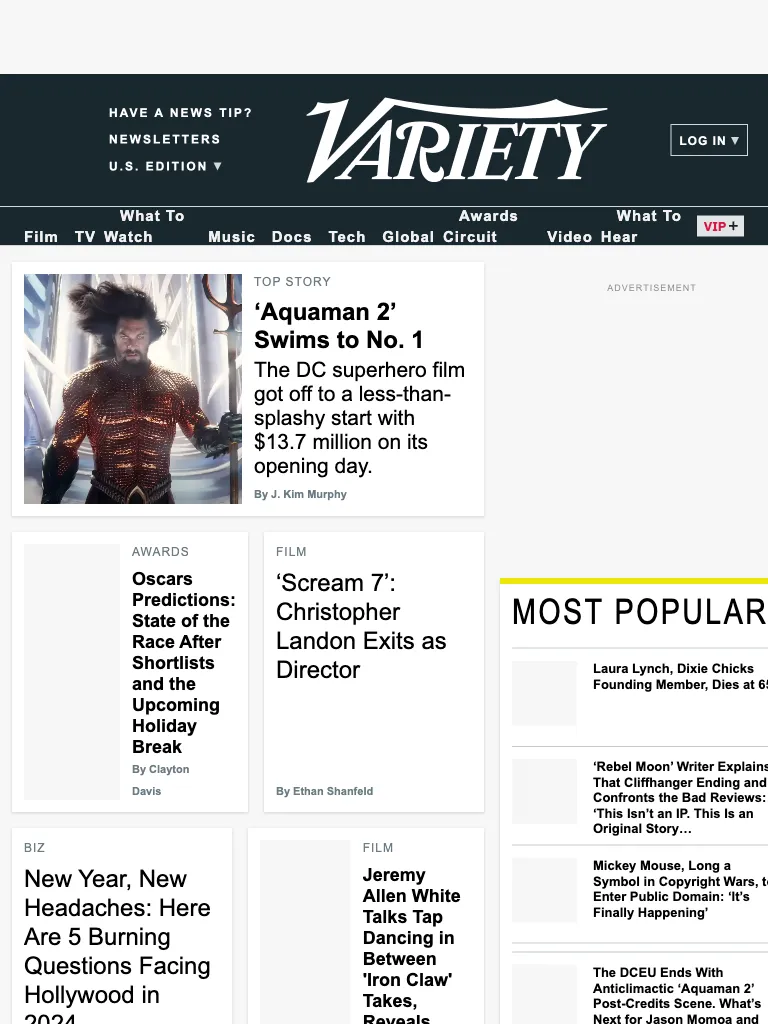 HAVE A NEWS TIP?
NEWSLETTERS
U.S. EDITION ▼
VARIETY
LOG IN ▼
Film
TV
What To
Watch
Music
Docs
Tech
Global
Awards
Circuit
Video
What To
Hear
VIP+
TOP STORY
‘Aquaman 2’
Swims to No. 1
The DC superhero film
got off to a less-than-
splashy start with
$13.7 million on its
opening day.
By J. Kim Murphy
ADVERTISEMENT
AWARDS
Oscars
Predictions:
State of the
Race After
Shortlists
and the
Upcoming
Holiday
Break
By Clayton
Davis
FILM
‘Scream 7’:
Christopher
Landon Exits as
Director
By Ethan Shanfeld
MOST POPULAR
Laura Lynch, Dixie Chicks
Founding Member, Dies at 65
‘Rebel Moon’ Writer Explains
That Cliffhanger Ending and
Confronts the Bad Reviews:
‘This Isn’t an IP. This Is an
Original Story…
Mickey Mouse, Long a
Symbol in Copyright Wars, t
Enter Public Domain: ‘It’s
Finally Happening’
The DCEU Ends With
Anticlimactic ‘Aquaman 2’
Post-Credits Scene. What’s
Next for Jason Momoa and
BIZ
New Year, New
Headaches: Here
Are 5 Burning
Questions Facing
Hollywood in
2024
FILM
Jeremy
Allen White
Talks Tap
Dancing in
Between
'Iron Claw'
Takes,
Reveals